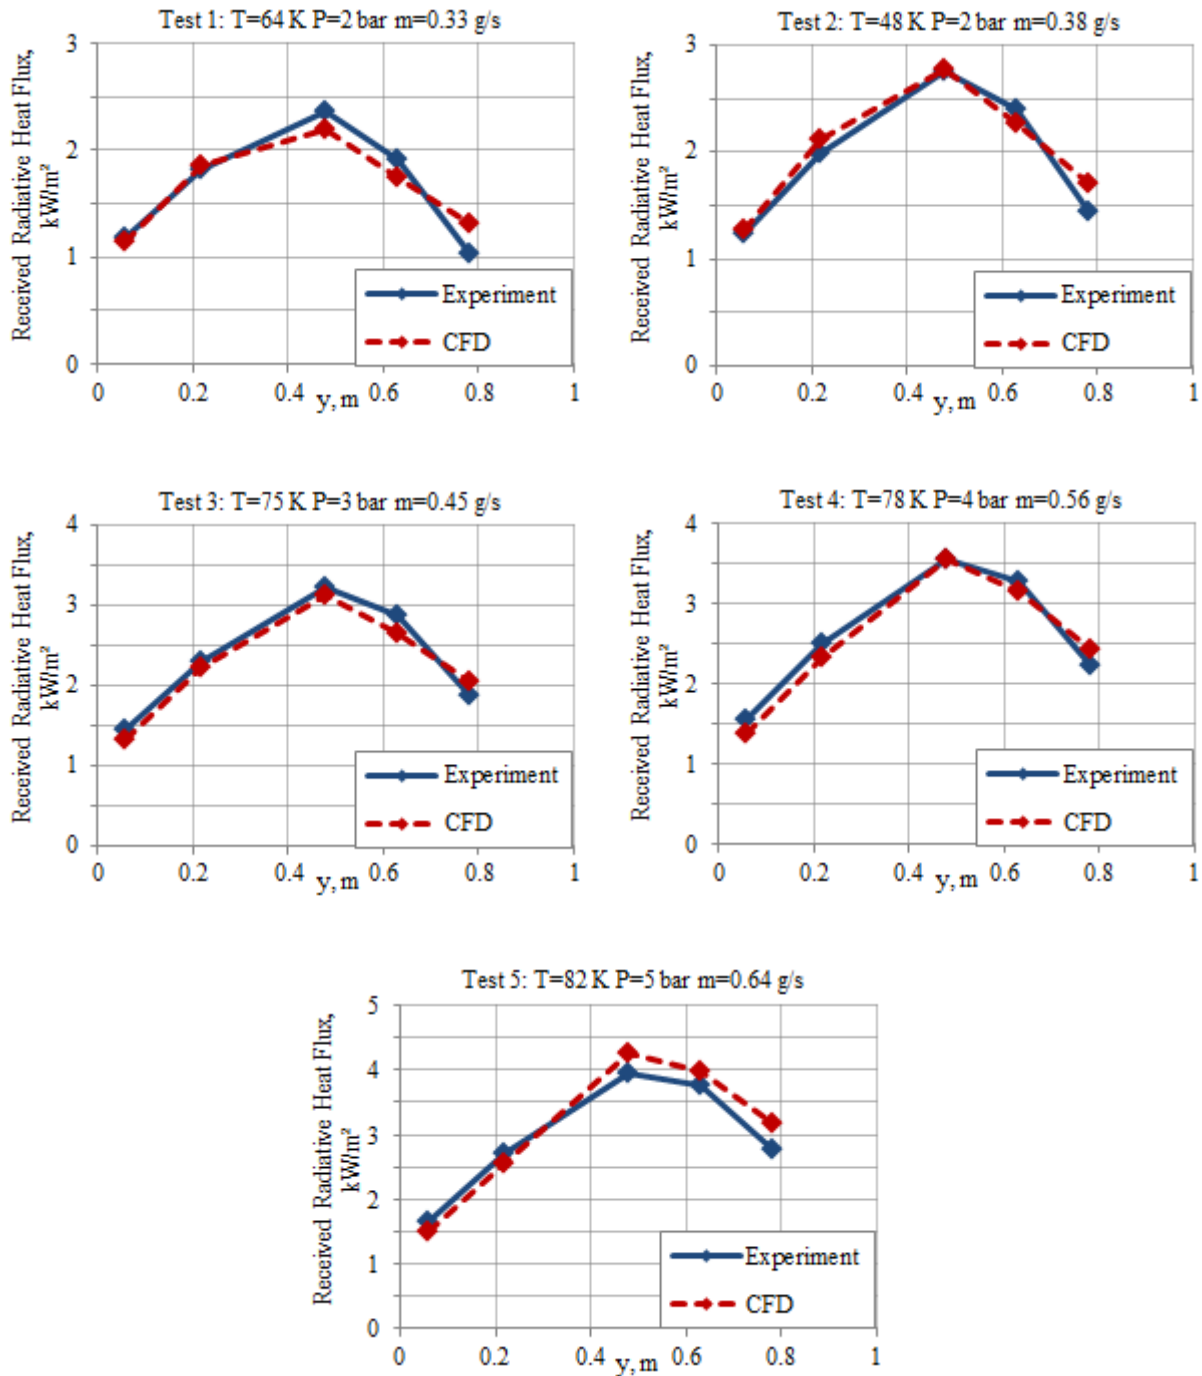 Test 1: T=64 K P=2 bar m=0.33 g/s
Received Radiative Heat Flux,
kW/m²
3
2
1
0
0 0.2 0.4 0.6 0.8 1
y, m
Experiment
CFD
Test 2: T=48 K P=2 bar m=0.38 g/s
Received Radiative Heat Flux,
kW/m²
3
2
1
0
0 0.2 0.4 0.6 0.8 1
y, m
Experiment
CFD
Test 3: T=75 K P=3 bar m=0.45 g/s
Received Radiative Heat Flux,
kW/m²
4
3
2
1
0
0 0.2 0.4 0.6 0.8 1
y, m
Experiment
CFD
Test 4: T=78 K P=4 bar m=0.56 g/s
Received Radiative Heat Flux,
kW/m²
4
3
2
1
0
0 0.2 0.4 0.6 0.8 1
y, m
Experiment
CFD
Test 5: T=82 K P=5 bar m=0.64 g/s
Received Radiative Heat Flux,
kW/m²
5
4
3
2
1
0
0 0.2 0.4 0.6 0.8 1
y, m
Experiment
CFD